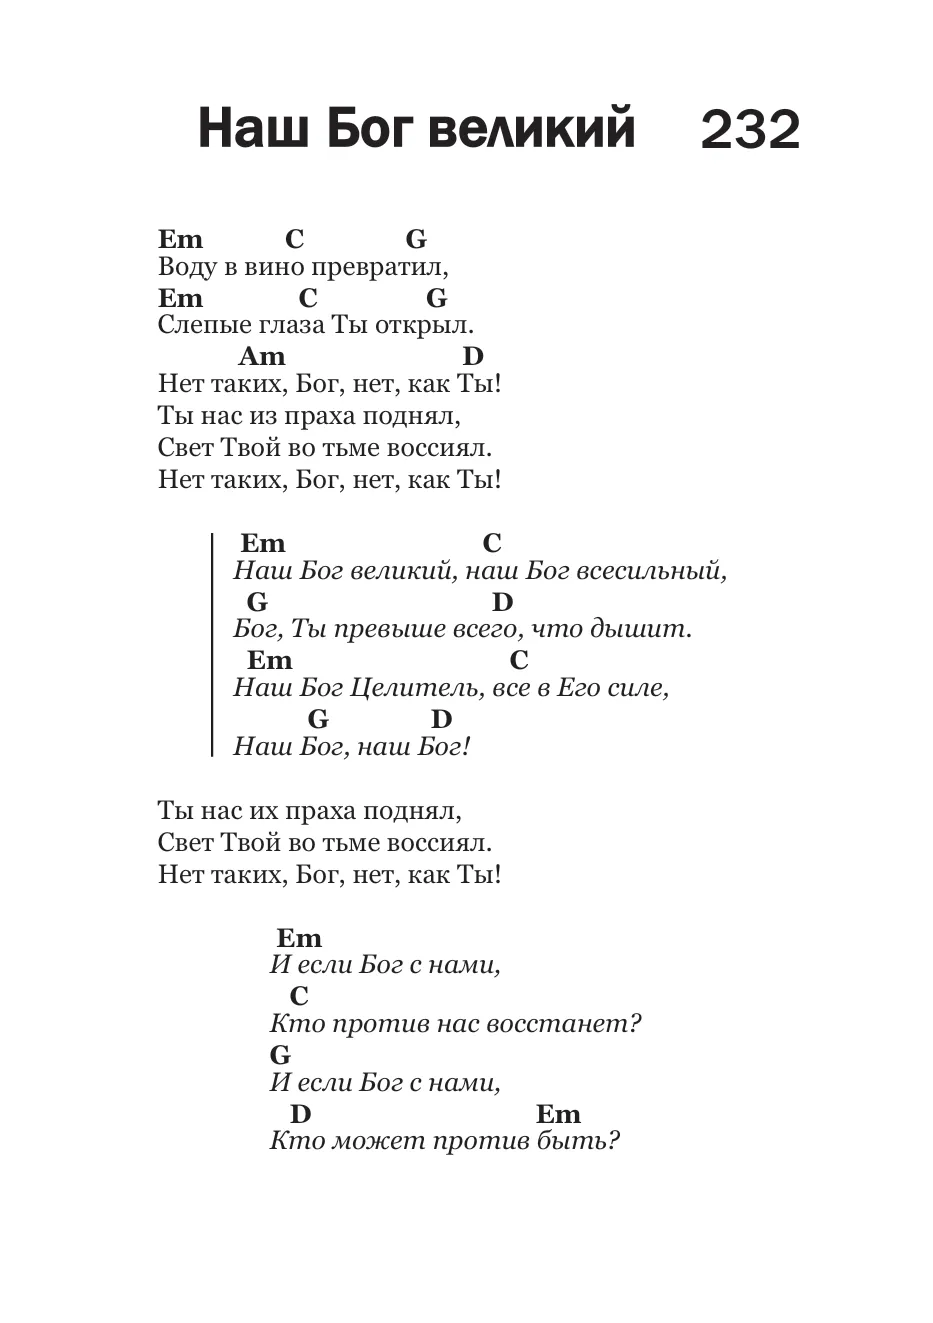 Наш Бог великий 232
Em C G
Воду в вино превратил,
Em C G
Слепые глаза Ты открыл.
Am D
Нет таких, Бог, нет, как Ты!
Ты нас из праха поднял,
Свет Твой во тьме воссиял.
Нет таких, Бог, нет, как Ты!
Em C
Наш Бог великий, наш Бог всесильный,
G D
Бог, Ты превыше всего, что дышит.
Em C
Наш Бог Целитель, все в Его силе,
G D
Наш Бог, наш Бог!
Ты нас их праха поднял,
Свет Твой во тьме воссиял.
Нет таких, Бог, нет, как Ты!
Em
И если Бог с нами,
C
Кто против нас восстанет?
G
И если Бог с нами,
D Em
Кто может против быть?